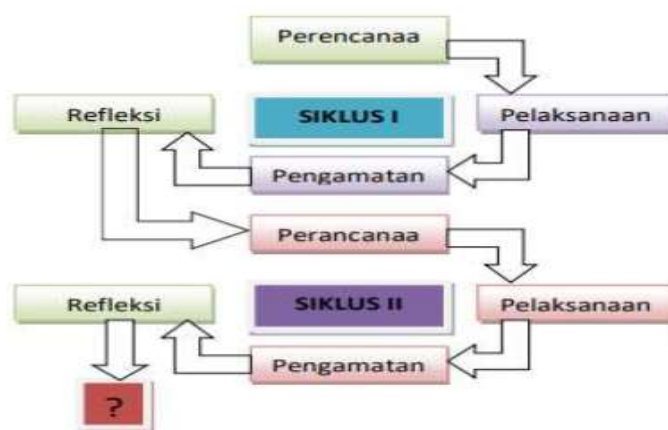 Perencanaa
Refleksi
SIKLUS I
Pelaksanaan
Pengamatan
Perancanaa
Refleksi
SIKLUS II
Pelaksanaan
Pengamatan
?